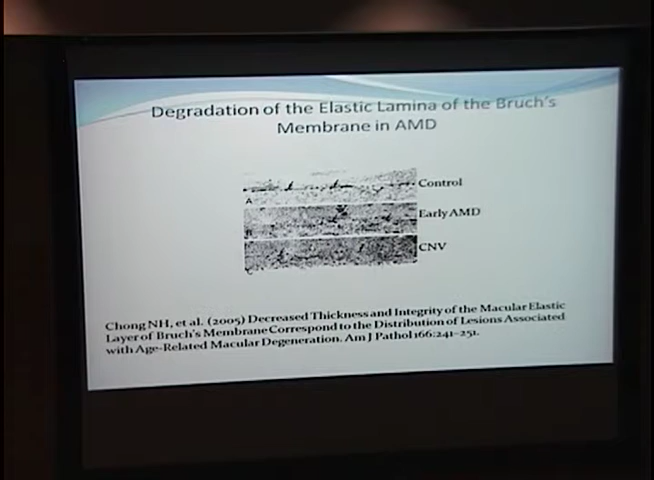 Degradation of the Elastic Lamina of the Bruch's
Membrane in AMD
Control
A
Early AMD
B
CNV
C
Chong NH, et al. (2005) Decreased Thickness and Integrity of the Macular Elastic
Layer of Bruch's Membrane Correspond to the Distribution of Lesions Associated
with Age-Related Macular Degeneration. Am J Pathol 166:241-251.